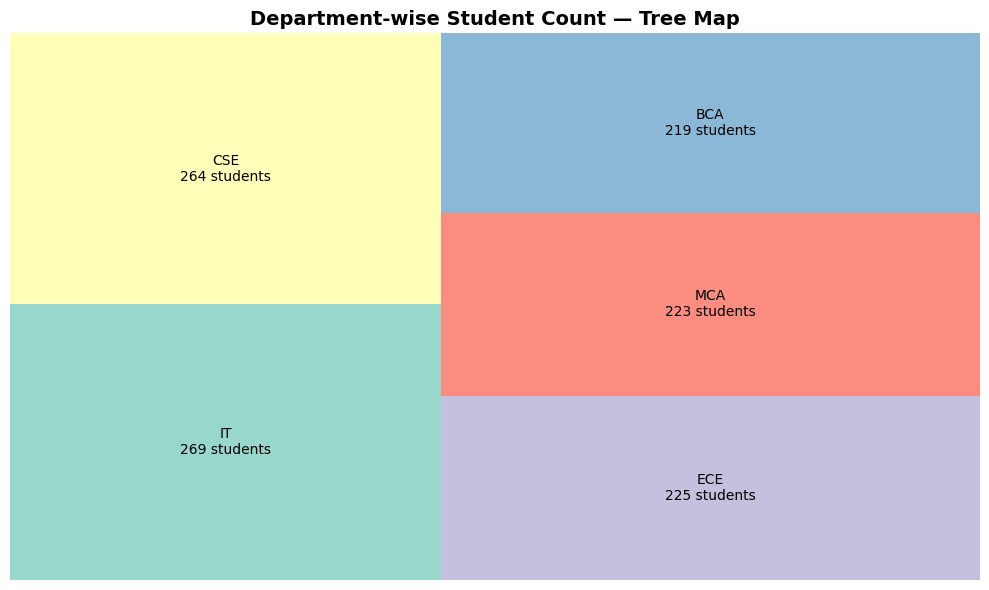 Department-wise Student Count — Tree Map
CSE
264 students
IT
269 students
BCA
219 students
MCA
223 students
ECE
225 students